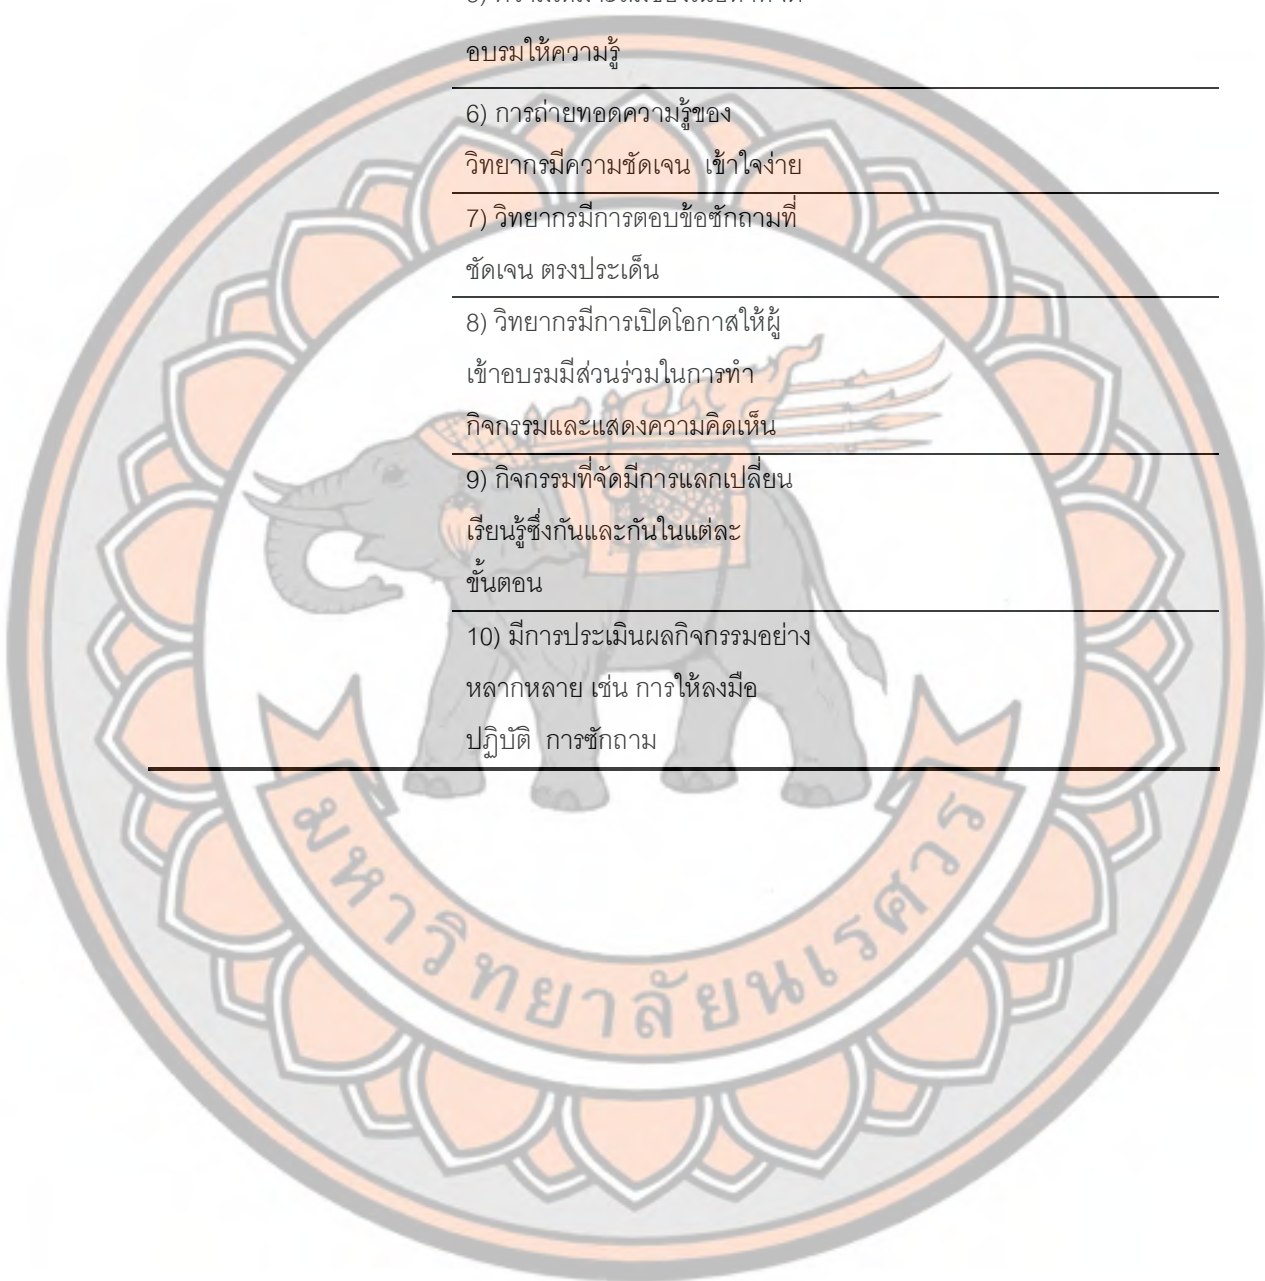 อบรมให้ความรู้
6) การถ่ายทอดความรู้ของ
วิทยากรมีความชัดเจน เข้าใจง่าย
7) วิทยากรมีการตอบข้อซักถามที่
ชัดเจน ตรงประเด็น
8) วิทยากรมีการเปิดโอกาสให้ผู้
เข้าอบรมมีส่วนร่วมในการทำ
กิจกรรมและแสดงความคิดเห็น
9) กิจกรรมที่จัดมีการแลกเปลี่ยน
เรียนรู้ซึ่งกันและกันในแต่ละ
ขั้นตอน
10) มีการประเมินผลกิจกรรมอย่าง
หลากหลาย เช่น การให้ลงมือ
ปฏิบัติ การซักถาม
มหาวิทยาลัยนเรศวร